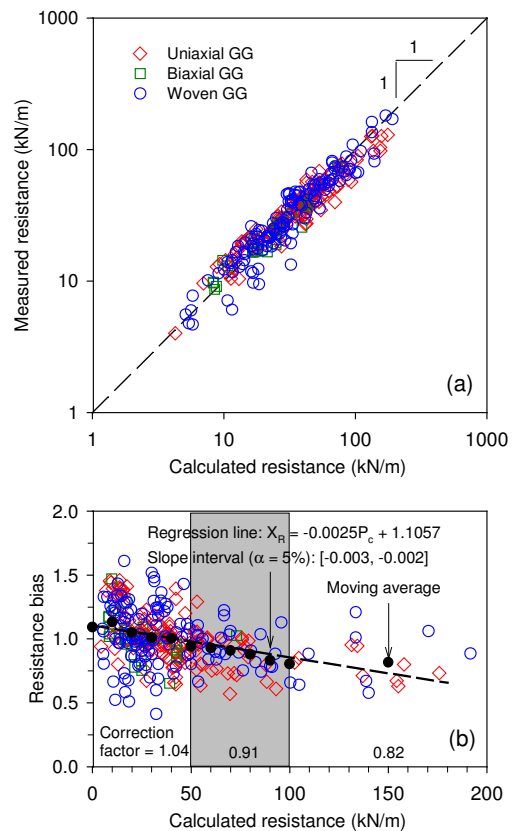 1000
Uniaxial GG
Biaxial GG
Woven GG
1
1
100
10
1
Measured resistance (kN/m)
(a)
1 10 100 1000
Calculated resistance (kN/m)
2.0
Regression line: X_R = -0.0025P_c + 1.1057
Slope interval (α = 5%): [-0.003, -0.002]
1.5
Moving average
1.0
0.5
Resistance bias
Correction
factor = 1.04
0.91
0.82
(b)
0.0
0 50 100 150 200
Calculated resistance (kN/m)